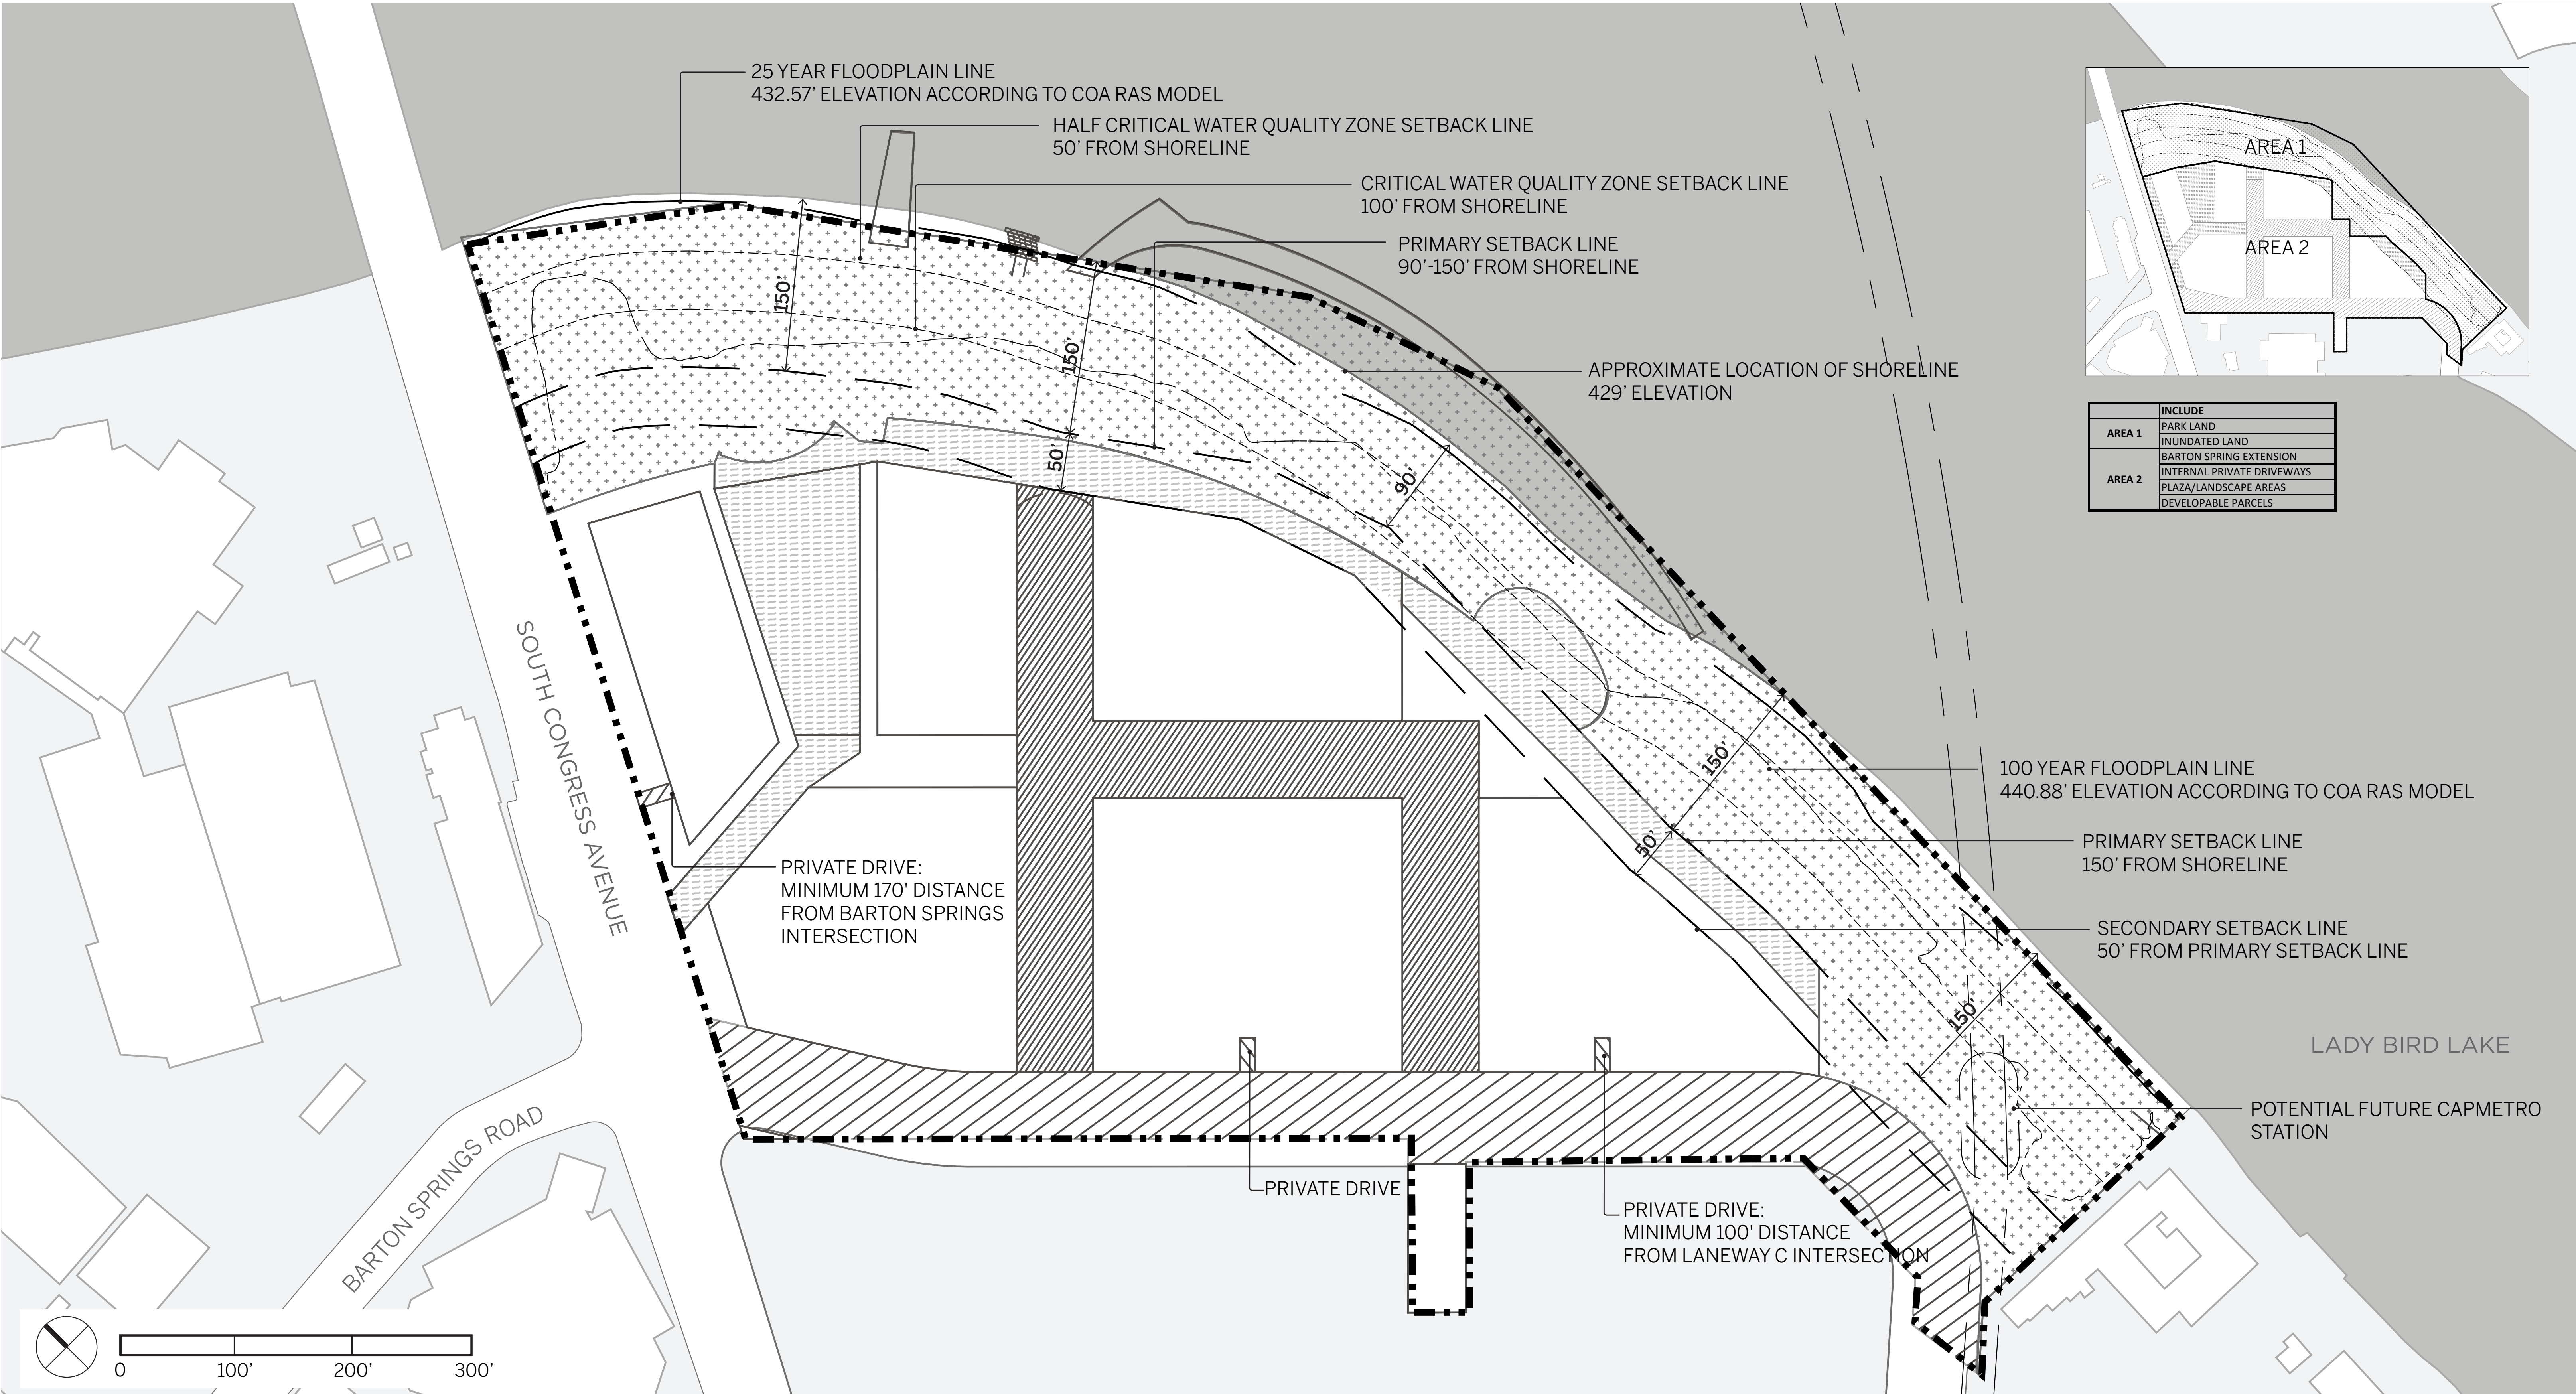 25 YEAR FLOODPLAIN LINE
432.57' ELEVATION ACCORDING TO COA RAS MODEL
HALF CRITICAL WATER QUALITY ZONE SETBACK LINE
50' FROM SHORELINE
CRITICAL WATER QUALITY ZONE SETBACK LINE
100' FROM SHORELINE
PRIMARY SETBACK LINE
90'-150' FROM SHORELINE
APPROXIMATE LOCATION OF SHORELINE
429' ELEVATION
AREA 1
AREA 2
INCLUDE
AREA 1
PARK LAND
INUNDATED LAND
AREA 2
BARTON SPRING EXTENSION
INTERNAL PRIVATE DRIVEWAYS
PLAZA/LANDSCAPE AREAS
DEVELOPABLE PARCELS
150'
150'
50'
90'
150'
50'
150'
SOUTH CONGRESS AVENUE
100 YEAR FLOODPLAIN LINE
440.88' ELEVATION ACCORDING TO COA RAS MODEL
PRIMARY SETBACK LINE
150' FROM SHORELINE
PRIVATE DRIVE:
MINIMUM 170' DISTANCE
FROM BARTON SPRINGS
INTERSECTION
SECONDARY SETBACK LINE
50' FROM PRIMARY SETBACK LINE
LADY BIRD LAKE
POTENTIAL FUTURE CAPMETRO
STATION
BARTON SPRINGS ROAD
PRIVATE DRIVE
PRIVATE DRIVE:
MINIMUM 100' DISTANCE
FROM LANEWAY C INTERSECTION
0 100' 200' 300'